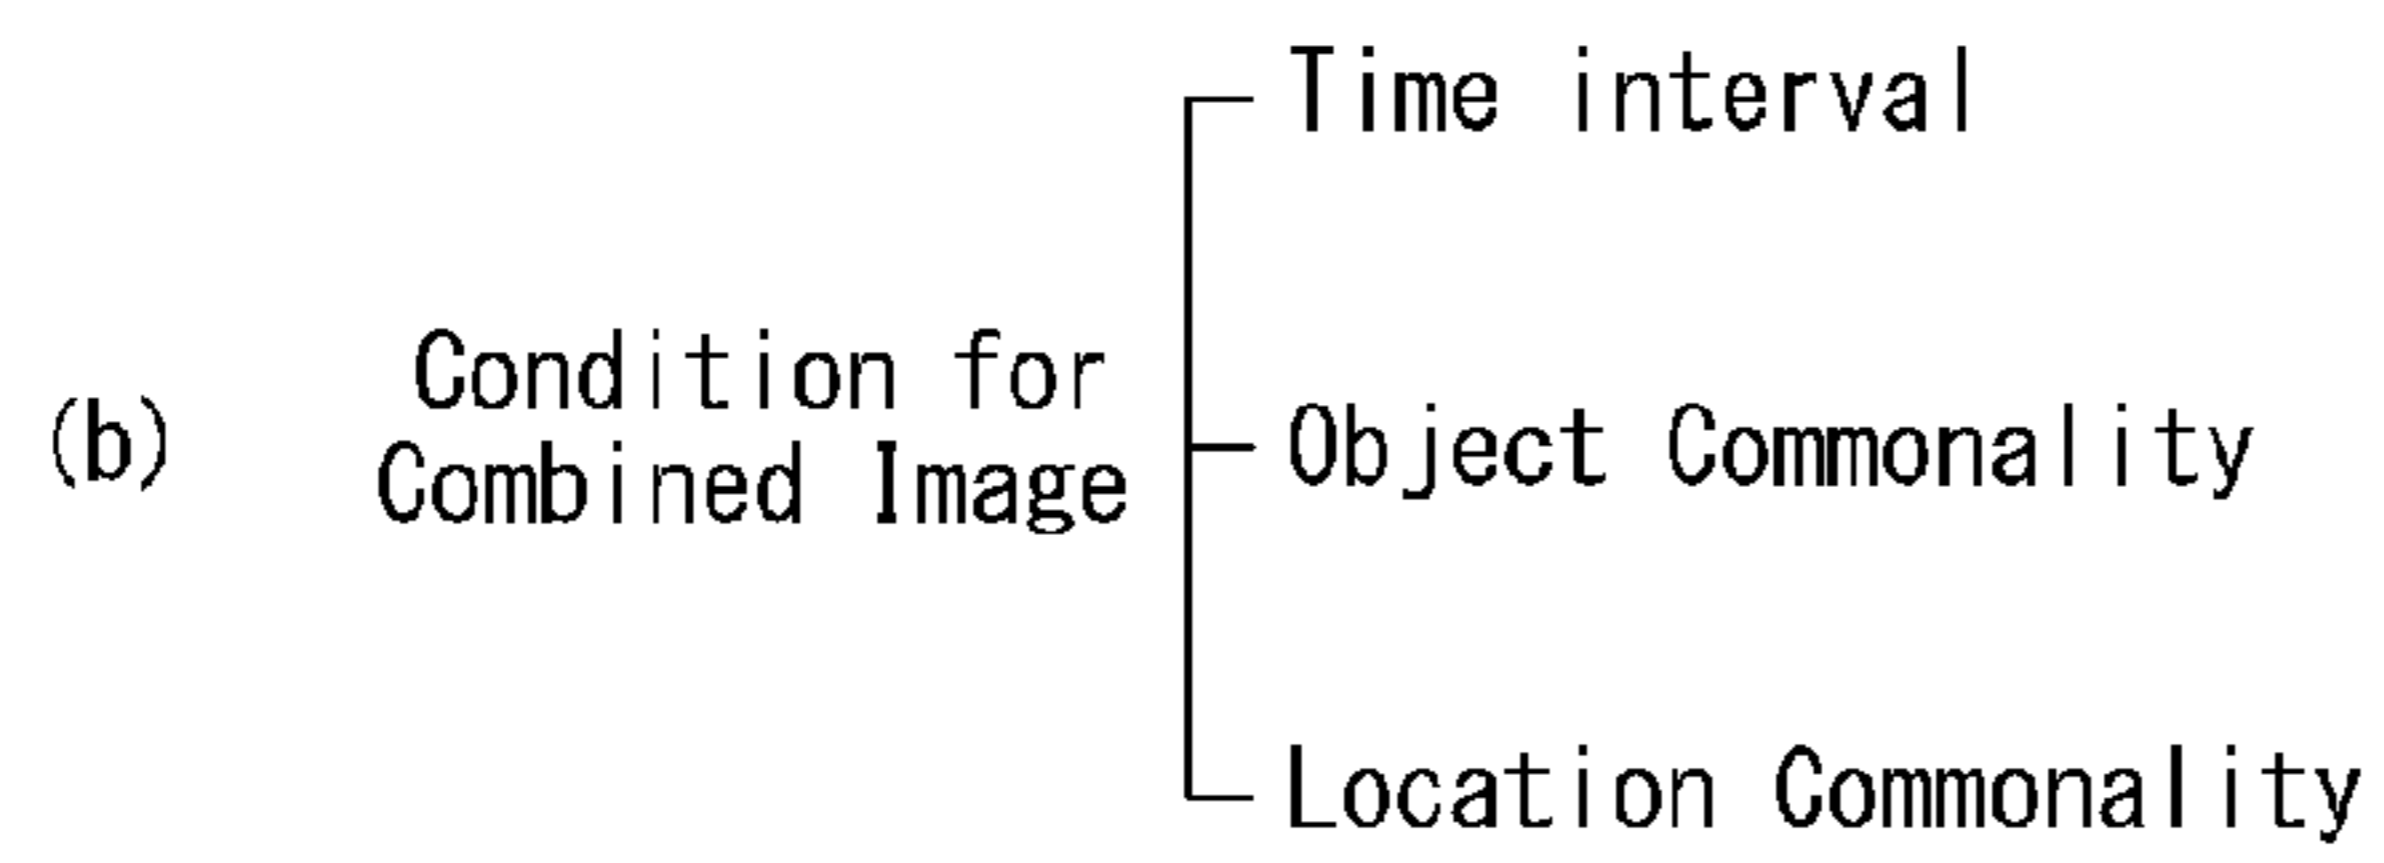 (b)
Condition for
Combined Image
Time interval
Object Commonality
Location Commonality